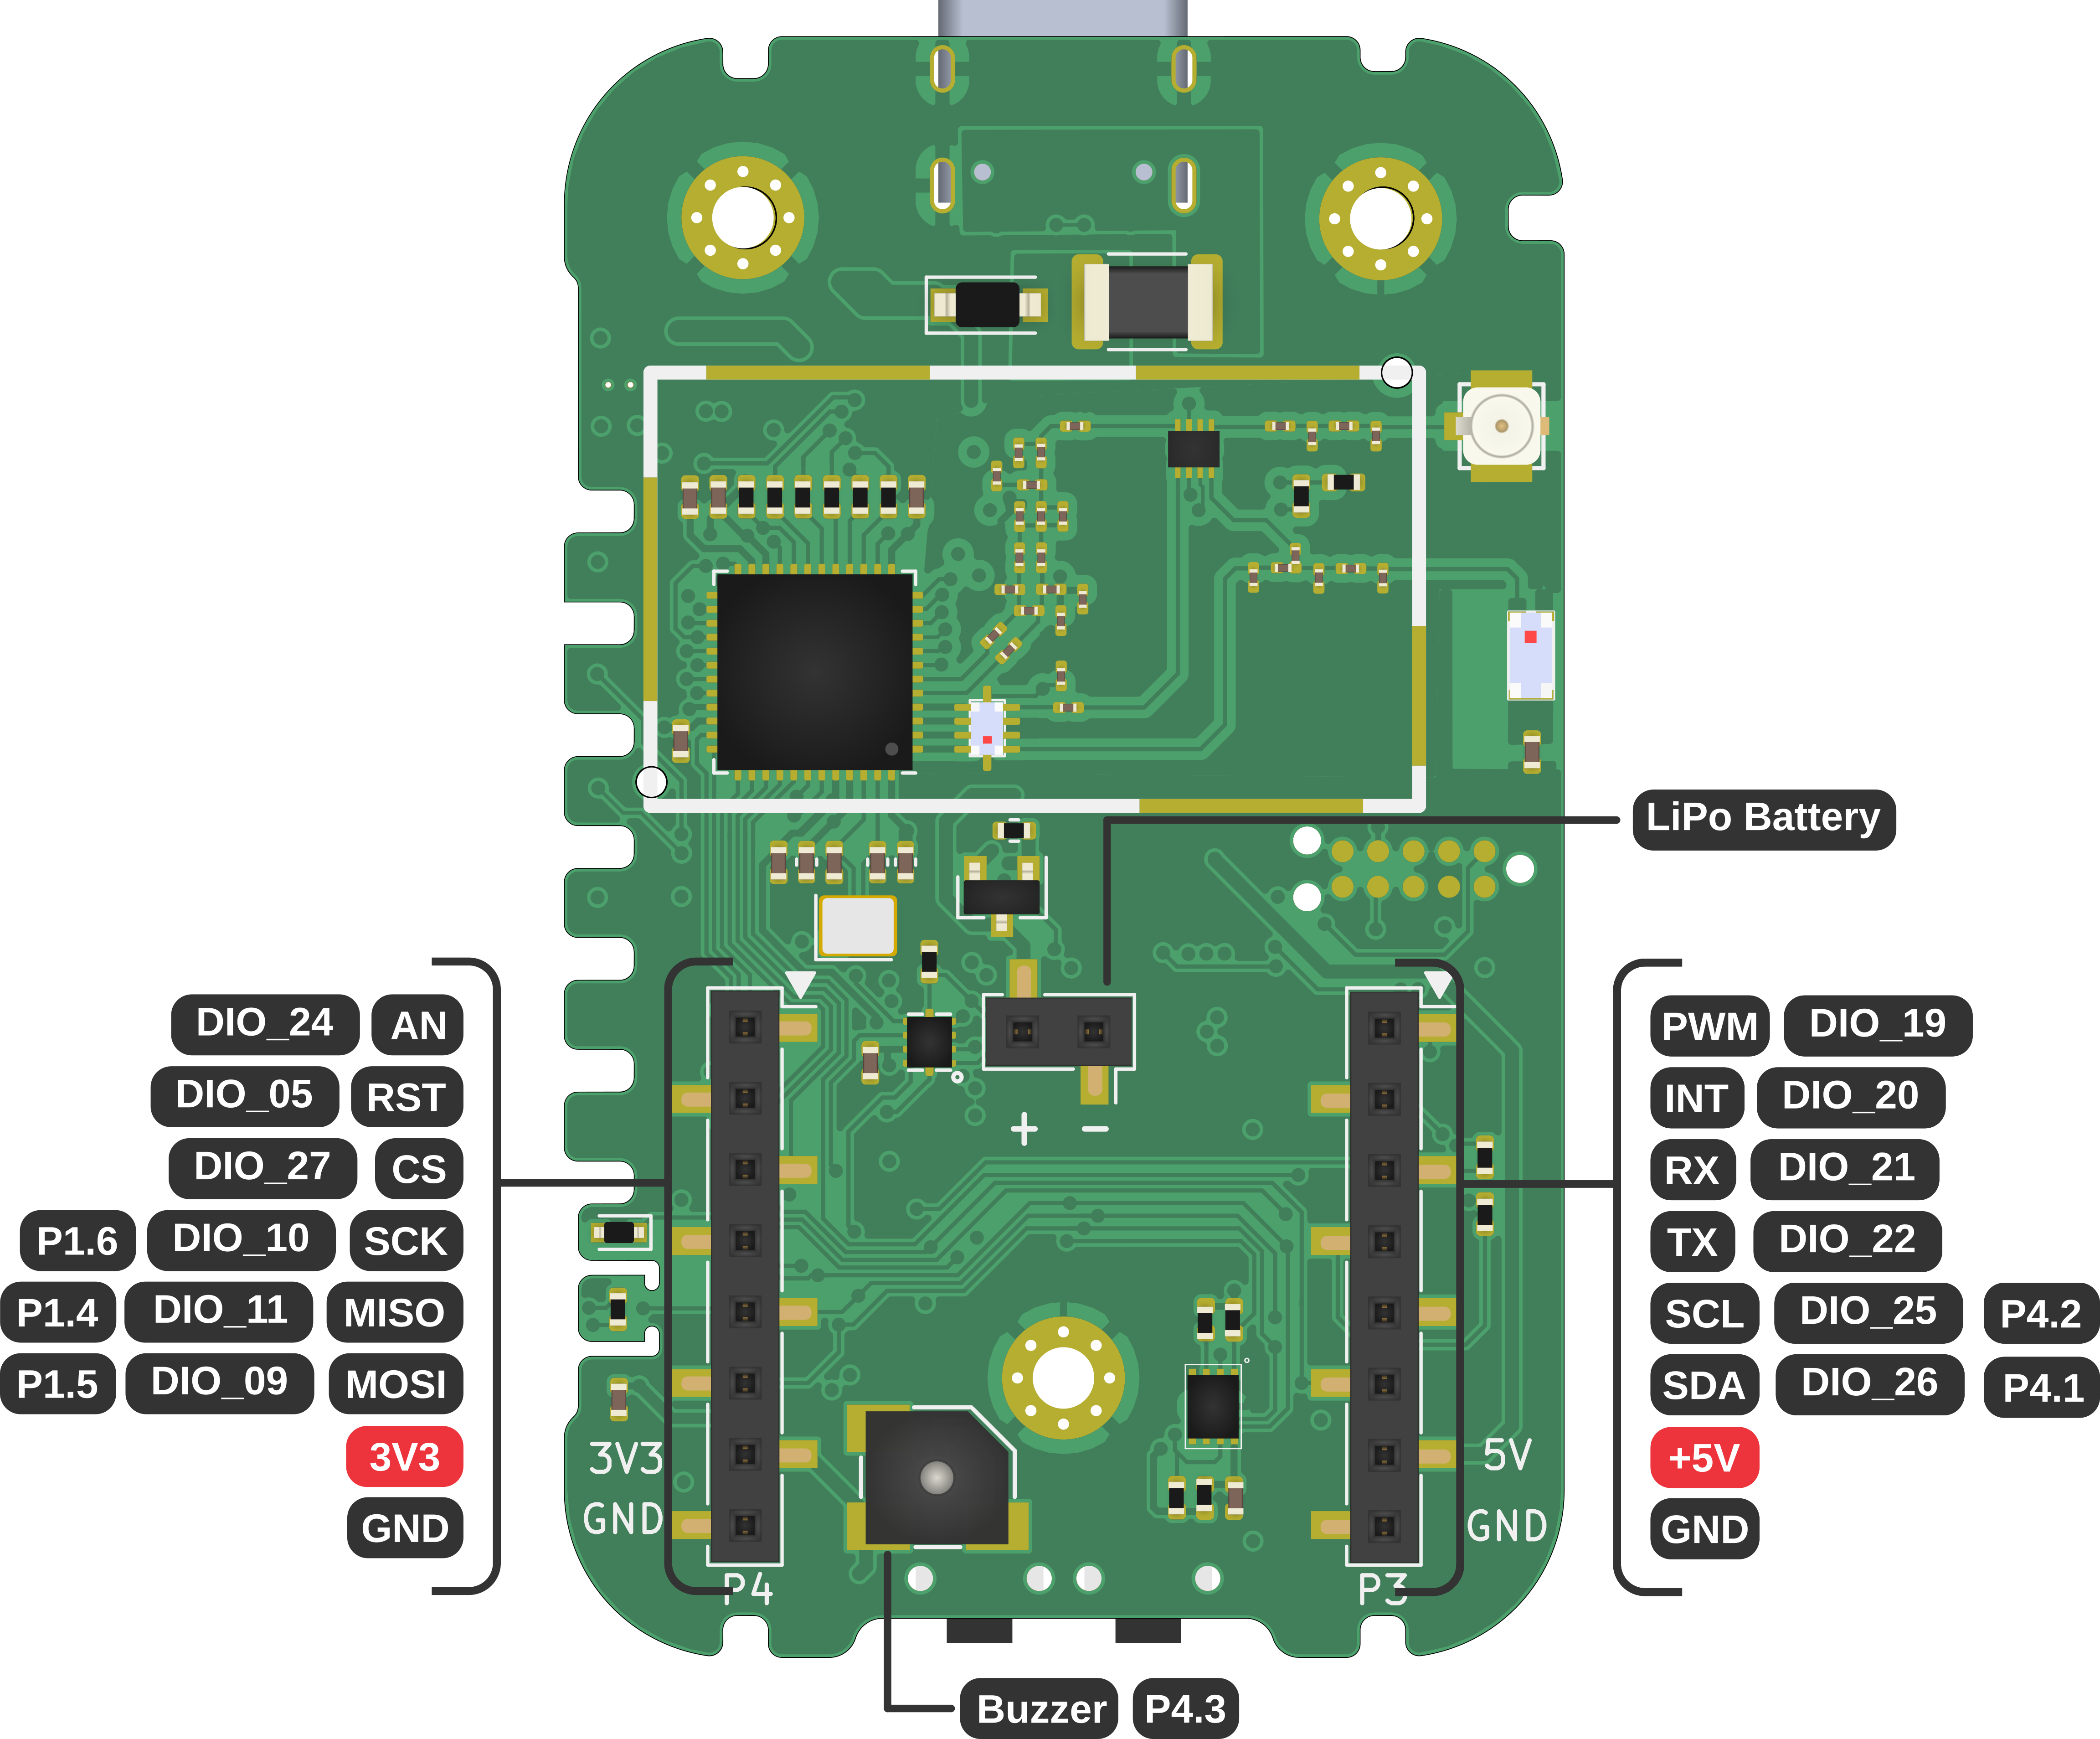 LiPo Battery
DIO_24 AN
DIO_05 RST
DIO_27 CS
P1.6 DIO_10 SCK
P1.4 DIO_11 MISO
P1.5 DIO_09 MOSI
3V3
GND
3V3
GND
P4
+ −
5V
GND
P3
PWM DIO_19
INT DIO_20
RX DIO_21
TX DIO_22
SCL DIO_25 P4.2
SDA DIO_26 P4.1
+5V
GND
Buzzer P4.3